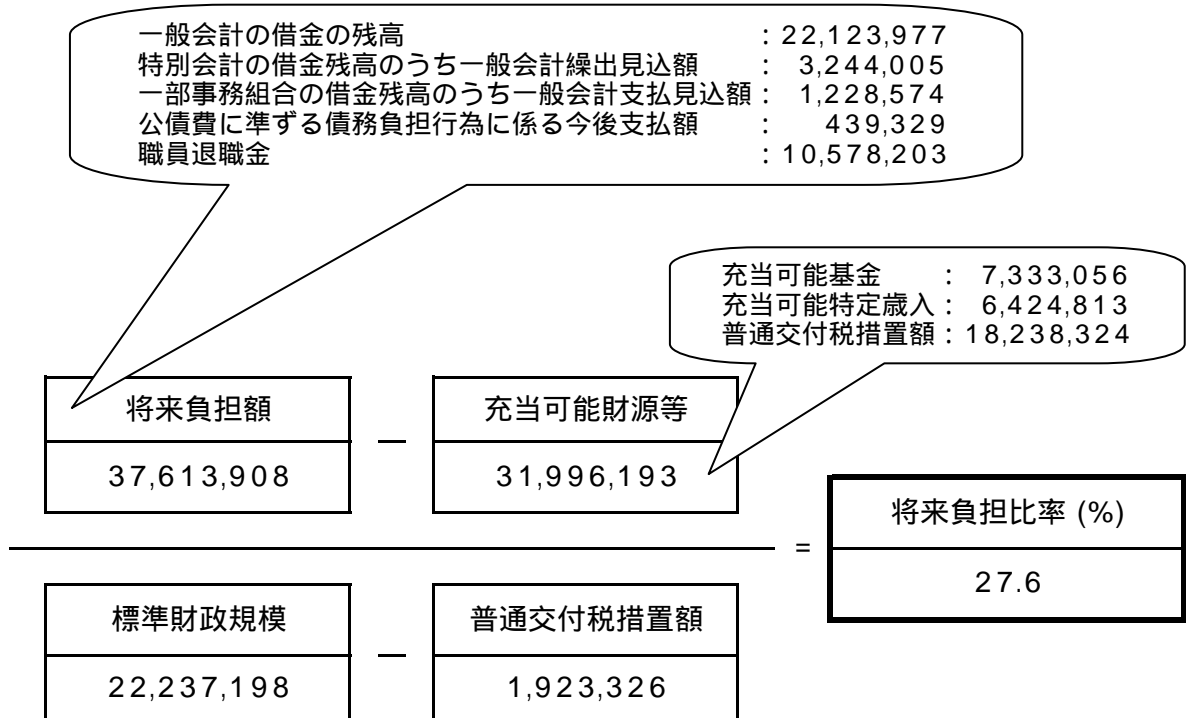 一般会計の借金の残高 : 22,123,977
特別会計の借金残高のうち一般会計繰出見込額 : 3,244,005
一部事務組合の借金残高のうち一般会計支払見込額 : 1,228,574
公債費に準ずる債務負担行為に係る今後支払額 : 439,329
職員退職金 : 10,578,203
充当可能基金 : 7,333,056
充当可能特定歳入 : 6,424,813
普通交付税措置額 : 18,238,324
将来負担額 － 充当可能財源等
37,613,908 31,996,193
=
将来負担比率 (%)
27.6
標準財政規模 － 普通交付税措置額
22,237,198 1,923,326